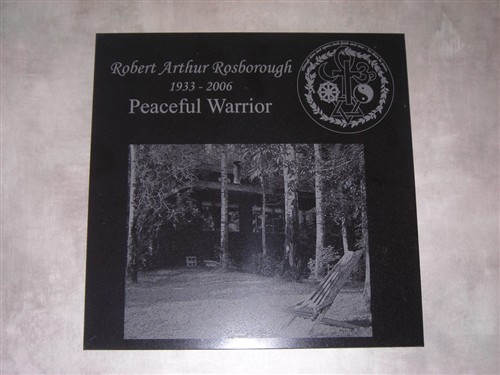 Robert Arthur Rosborough
1933 - 2006
Peaceful Warrior